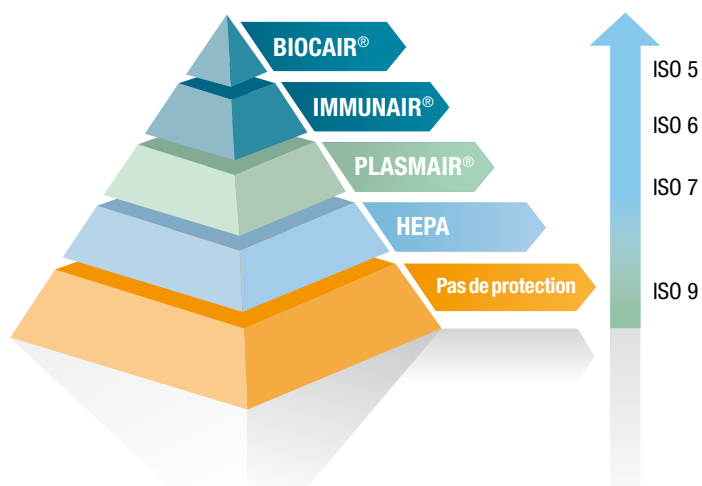 BIOCAIR®
IMMUNAIR®
PLASMAIR®
HEPA
Pas de protection
ISO 5
ISO 6
ISO 7
ISO 9